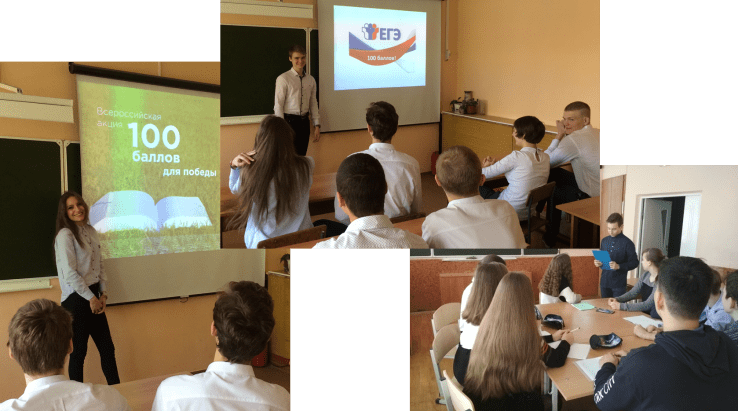 Всероссийская
акция
100
баллов
для победы
ЕГЭ
100 баллов!